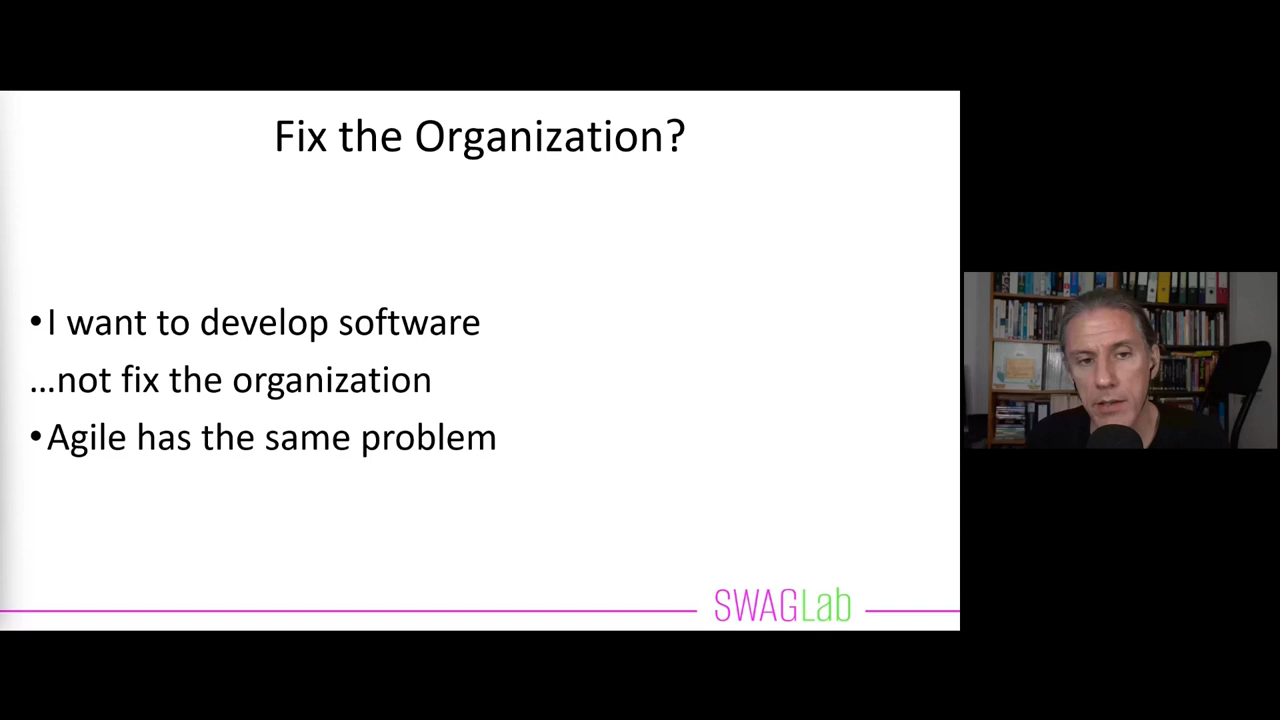 Fix the Organization?
•I want to develop software
...not fix the organization
•Agile has the same problem
SWAGLab